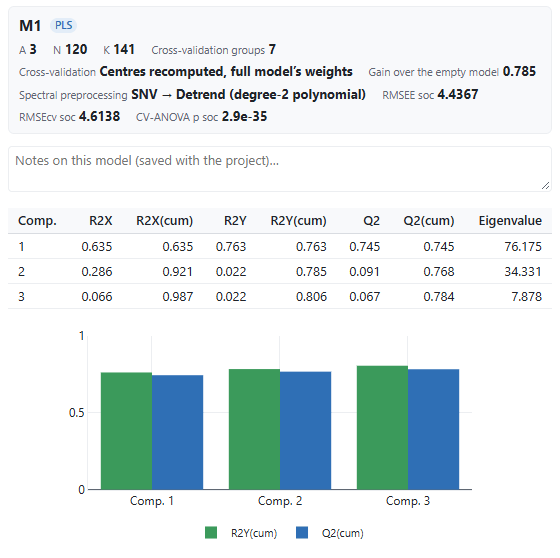 M1 PLS
A 3 N 120 K 141 Cross-validation groups 7
Cross-validation Centres recomputed, full model’s weights Gain over the empty model 0.785
Spectral preprocessing SNV → Detrend (degree-2 polynomial) RMSEE soc 4.4367
RMSEcv soc 4.6138 CV-ANOVA p soc 2.9e-35
Notes on this model (saved with the project)...
Comp. R2X R2X(cum) R2Y R2Y(cum) Q2 Q2(cum) Eigenvalue
1 0.635 0.635 0.763 0.763 0.745 0.745 76.175
2 0.286 0.921 0.022 0.785 0.091 0.768 34.331
3 0.066 0.987 0.022 0.806 0.067 0.784 7.878
1
0.5
0
Comp. 1 Comp. 2 Comp. 3
R2Y(cum) Q2(cum)